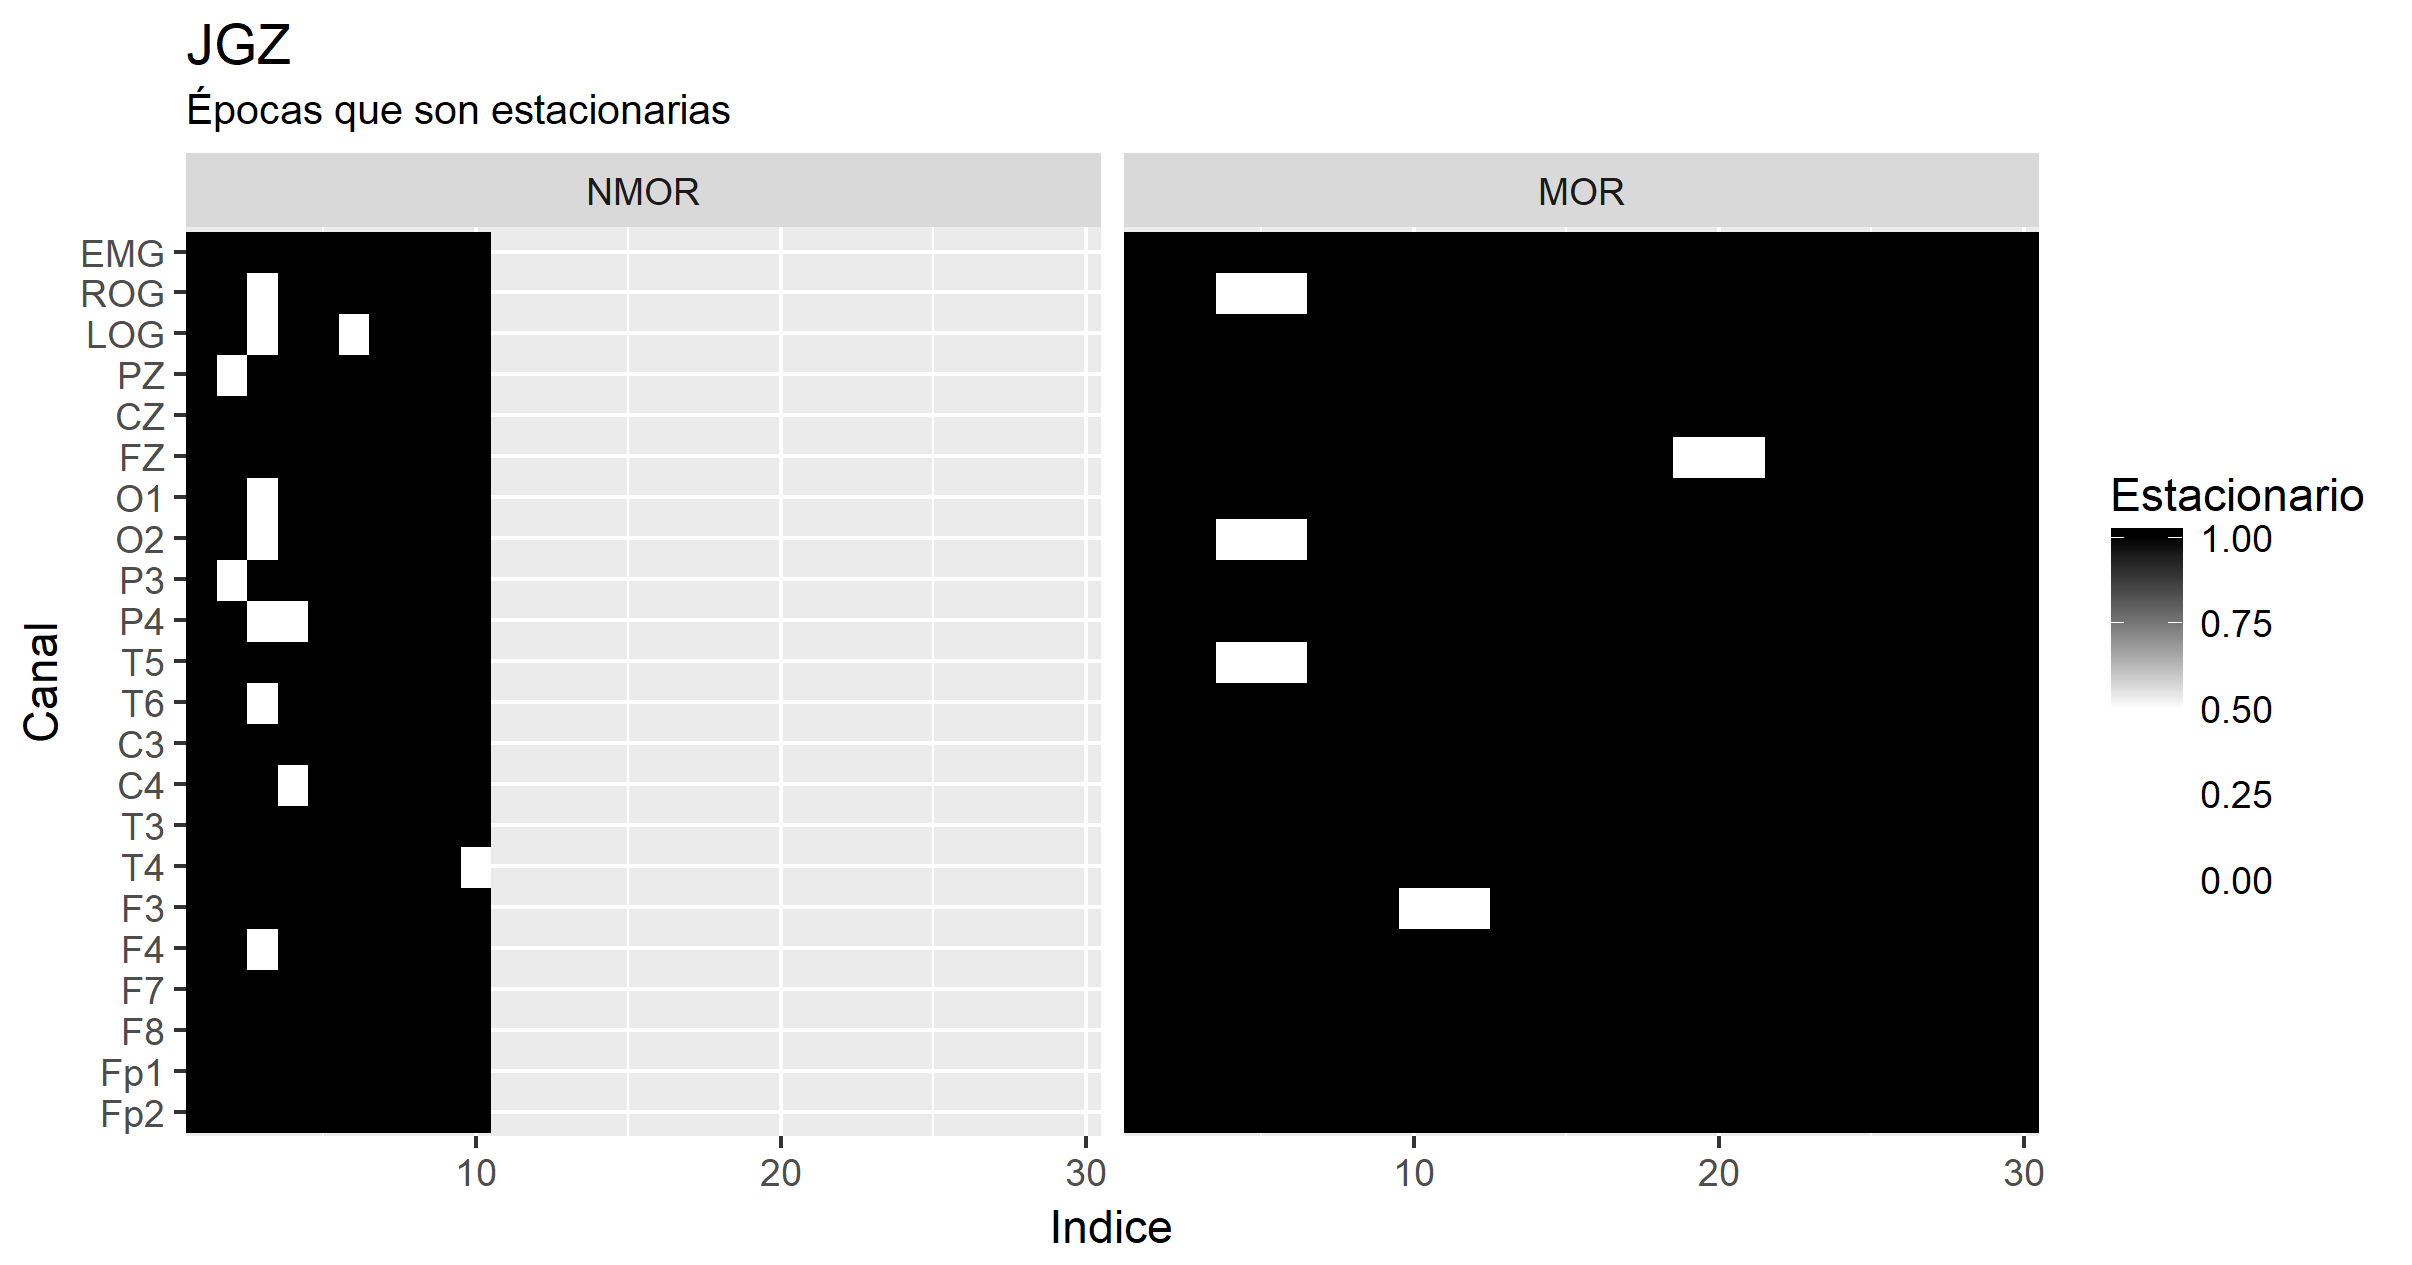 JGZ
Épocas que son estacionarias
NMOR
MOR
EMG
ROG
LOG
PZ
CZ
FZ
O1
O2
P3
P4
T5
T6
C3
C4
T3
T4
F3
F4
F7
F8
Fp1
Fp2
Canal
10
20
30
10
20
30
Indice
Estacionario
1.00
0.75
0.50
0.25
0.00